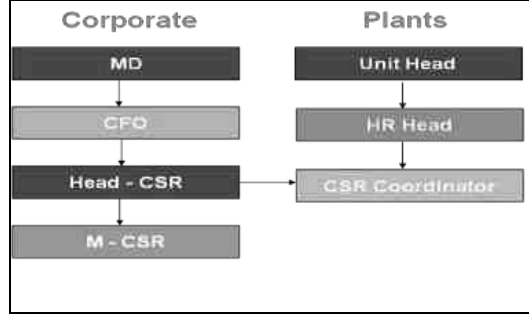 Corporate
Plants
MD
Unit Head
CFO
HR Head
Head - CSR
CSR Coordinator
M - CSR